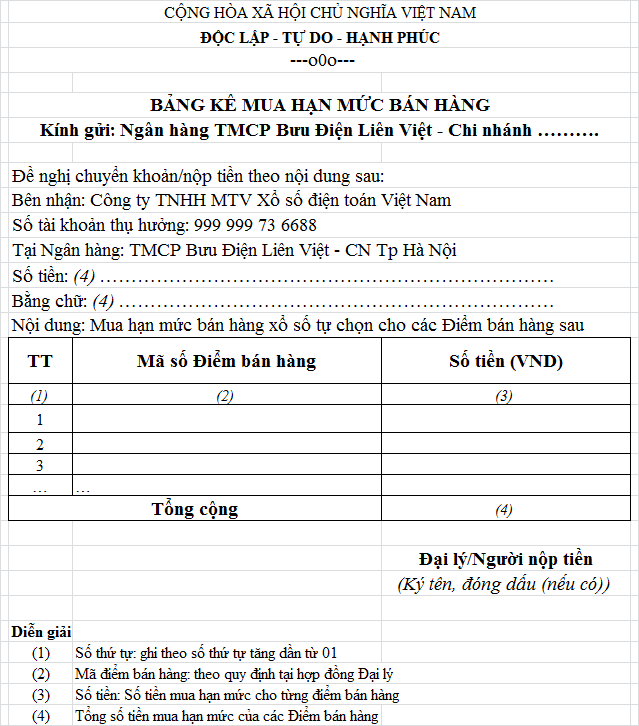 CỘNG HÒA XÃ HỘI CHỦ NGHĨA VIỆT NAM
ĐỘC LẬP - TỰ DO - HẠNH PHÚC
---o0o---
BẢNG KÊ MUA HẠN MỨC BÁN HÀNG
Kính gửi: Ngân hàng TMCP Bưu Điện Liên Việt - Chi nhánh ……….
Đề nghị chuyển khoản/nộp tiền theo nội dung sau:
Bên nhận: Công ty TNHH MTV Xổ số điện toán Việt Nam
Số tài khoản thụ hưởng: 999 999 73 6688
Tại Ngân hàng: TMCP Bưu Điện Liên Việt - CN Tp Hà Nội
Số tiền: (4) ………………………………………………………………
Bằng chữ: (4) ……………………………………………………………
Nội dung: Mua hạn mức bán hàng xổ số tự chọn cho các Điểm bán hàng sau
TT Mã số Điểm bán hàng Số tiền (VND)
(1) (2) (3)
1
2
3
… …
Tổng cộng (4)
Đại lý/Người nộp tiền
(Ký tên, đóng dấu (nếu có))
Diễn giải
(1) Số thứ tự: ghi theo số thứ tự tăng dần từ 01
(2) Mã điểm bán hàng: theo quy định tại hợp đồng Đại lý
(3) Số tiền: Số tiền mua hạn mức cho từng điểm bán hàng
(4) Tổng số tiền mua hạn mức của các Điểm bán hàng